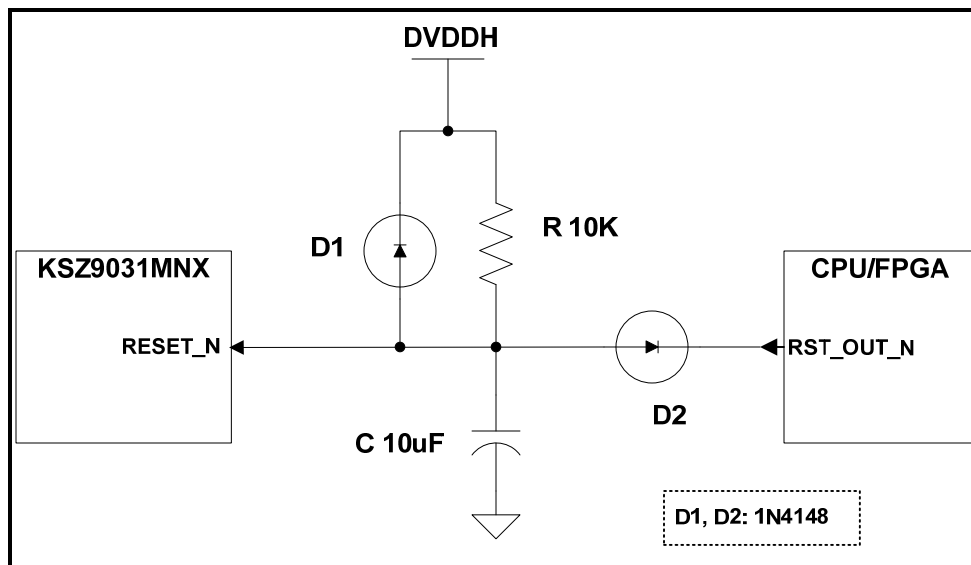 DVDDH
D1
R 10K
KSZ9031MNX
CPU/FPGA
RESET_N
RST_OUT_N
D2
C 10uF
D1, D2: 1N4148